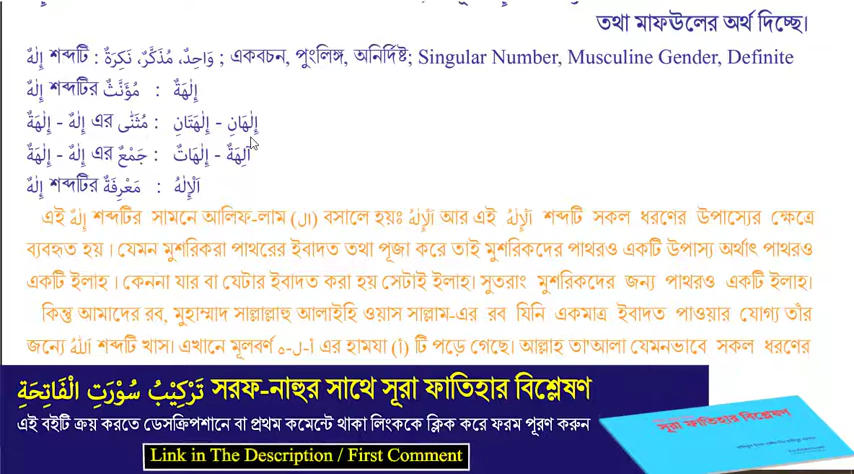 তথা মাফঊলের অর্থ দিচ্ছে।
إِلٰهٌ শব্দটি : وَاحِدٌ، مُذَكَّرٌ، نَكِرَةٌ ; একবচন, পুংলিঙ্গ, অনির্দিষ্ট; Singular Number, Masculine Gender, Definite
إِلٰهٌ শব্দটির مُؤَنَّثٌ : إِلٰهَةٌ
إِلٰهٌ - إِلٰهَةٌ এর مُثَنّٰى : إِلٰهَانِ - إِلٰهَتَانِ
إِلٰهٌ - إِلٰهَةٌ এর جَمْعٌ : آلِهَةٌ - إِلٰهَاتٌ
إِلٰهٌ শব্দটির مَعْرِفَةٌ : اَلْإِلٰهُ
এই إِلٰهٌ শব্দটির সামনে আলিফ-লাম (ال) বসালে হয়ঃ اَلْإِلٰهُ আর এই اَلْإِلٰهُ শব্দটি সকল ধরণের উপাস্যের ক্ষেত্রে
ব্যবহৃত হয়। যেমন মুশরিকরা পাথরের ইবাদত তথা পূজা করে তাই মুশরিকদের পাথরও একটি উপাস্য অর্থাৎ পাথরও
একটি ইলাহ। কেননা যার বা যেটার ইবাদত করা হয় সেটাই ইলাহ। সুতরাং মুশরিকদের জন্য পাথরও একটি ইলাহ।
কিন্তু আমাদের রব, মুহাম্মাদ সাল্লাল্লাহু আলাইহি ওয়াস সাল্লাম-এর রব যিনি একমাত্র ইবাদত পাওয়ার যোগ্য তাঁর
জন্যে اَللّٰهُ শব্দটি খাস। এখানে মূলবর্ণ أ-ل-ه এর হামযা (أ) টি পড়ে গেছে। আল্লাহ তা'আলা যেমনভাবে সকল ধরণের
تَرْكِيْبُ سُوْرَتِ الْفَاتِحَةِ সরফ-নাহুর সাথে সূরা ফাতিহার বিশ্লেষণ
এই বইটি ক্রয় করতে ডেসক্রিপশানে বা প্রথম কমেন্টে থাকা লিংককে ক্লিক করে ফরম পূরণ করুন
Link in The Description / First Comment
সূরা ফাতিহার বিশ্লেষণ